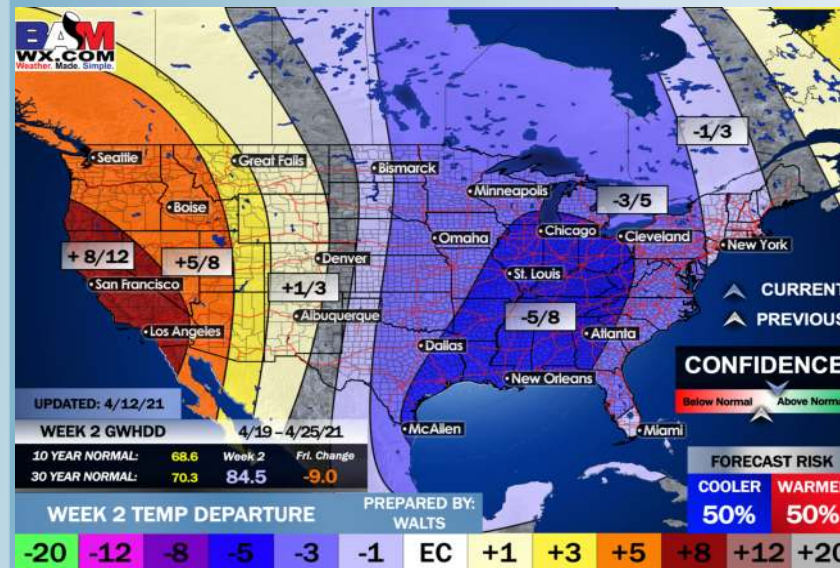 BAM
WX.COM
Weather. Made. Simple.
Seattle
Great Falls
Bismarck
Minneapolis
Boise
-1/3
-3/5
+ 8/12
+5/8
San Francisco
Denver
Omaha
Chicago
Cleveland
New York
+1/3
St. Louis
Los Angeles
Albuquerque
-5/8
Atlanta
Dallas
New Orleans
McAllen
Miami
CURRENT
PREVIOUS
CONFIDENCE
Below Normal Above Norma
UPDATED: 4/12/21
WEEK 2 GWHDD 4/19 – 4/25/21
10 YEAR NORMAL: 68.6 Week 2 Fri. Change
30 YEAR NORMAL: 70.3 84.5 -9.0
FORECAST RISK
COOLER WARMER
50% 50%
WEEK 2 TEMP DEPARTURE
PREPARED BY:
WALTS
-20 -12 -8 -5 -3 -1 EC +1 +3 +5 +8 +12 +20